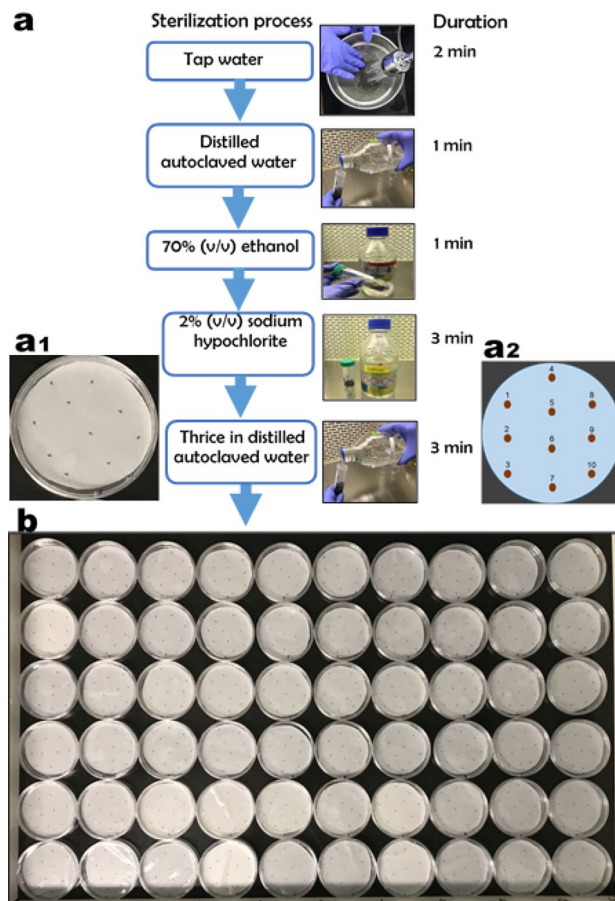 a
Sterilization process
Duration
Tap water
2 min
Distilled
autoclaved water
1 min
70% (v/v) ethanol
1 min
2% (v/v) sodium
hypochlorite
3 min
a1
a2
Thrice in distilled
autoclaved water
3 min
4
1
8
5
2
9
6
3
10
7
b